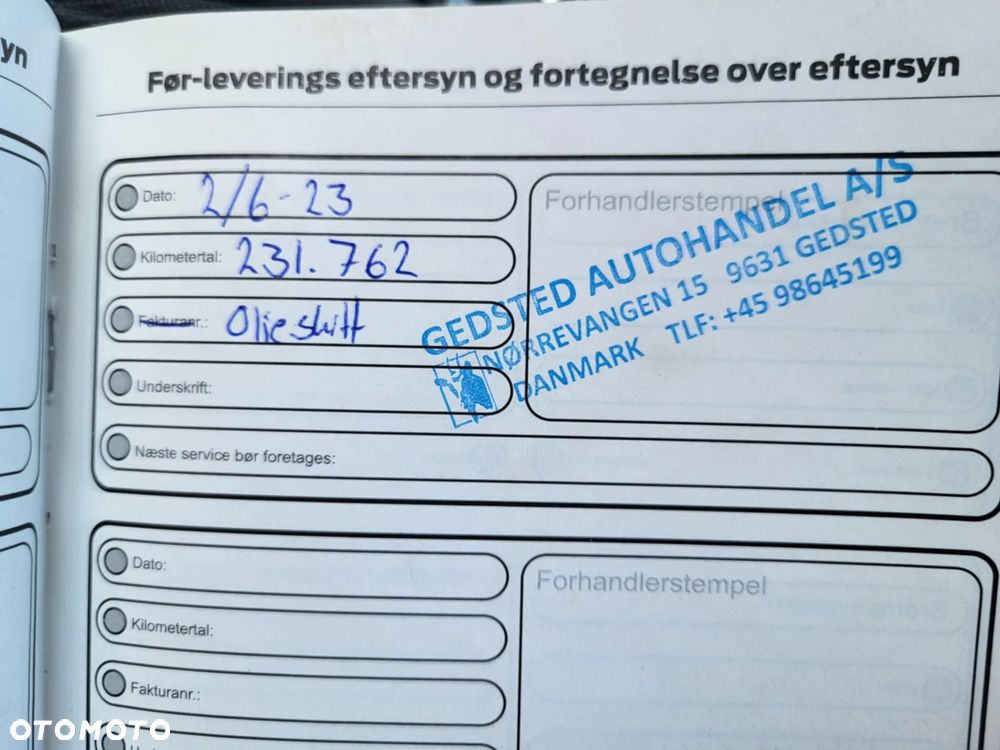 yn
Før-leverings eftersyn og fortegnelse over eftersyn
Dato: 2/6-23
Kilometertal: 231.762
Fakturanr.: Olieskift
Underskrift:
Næste service bør foretages:
Forhandlerstempel
GEDSTED AUTOHANDEL A/S
NØRREVANGEN 15 9631 GEDSTED
DANMARK TLF: +45 98645199
Dato:
Kilometertal:
Fakturanr.:
Forhandlerstempel
OTOMOTO